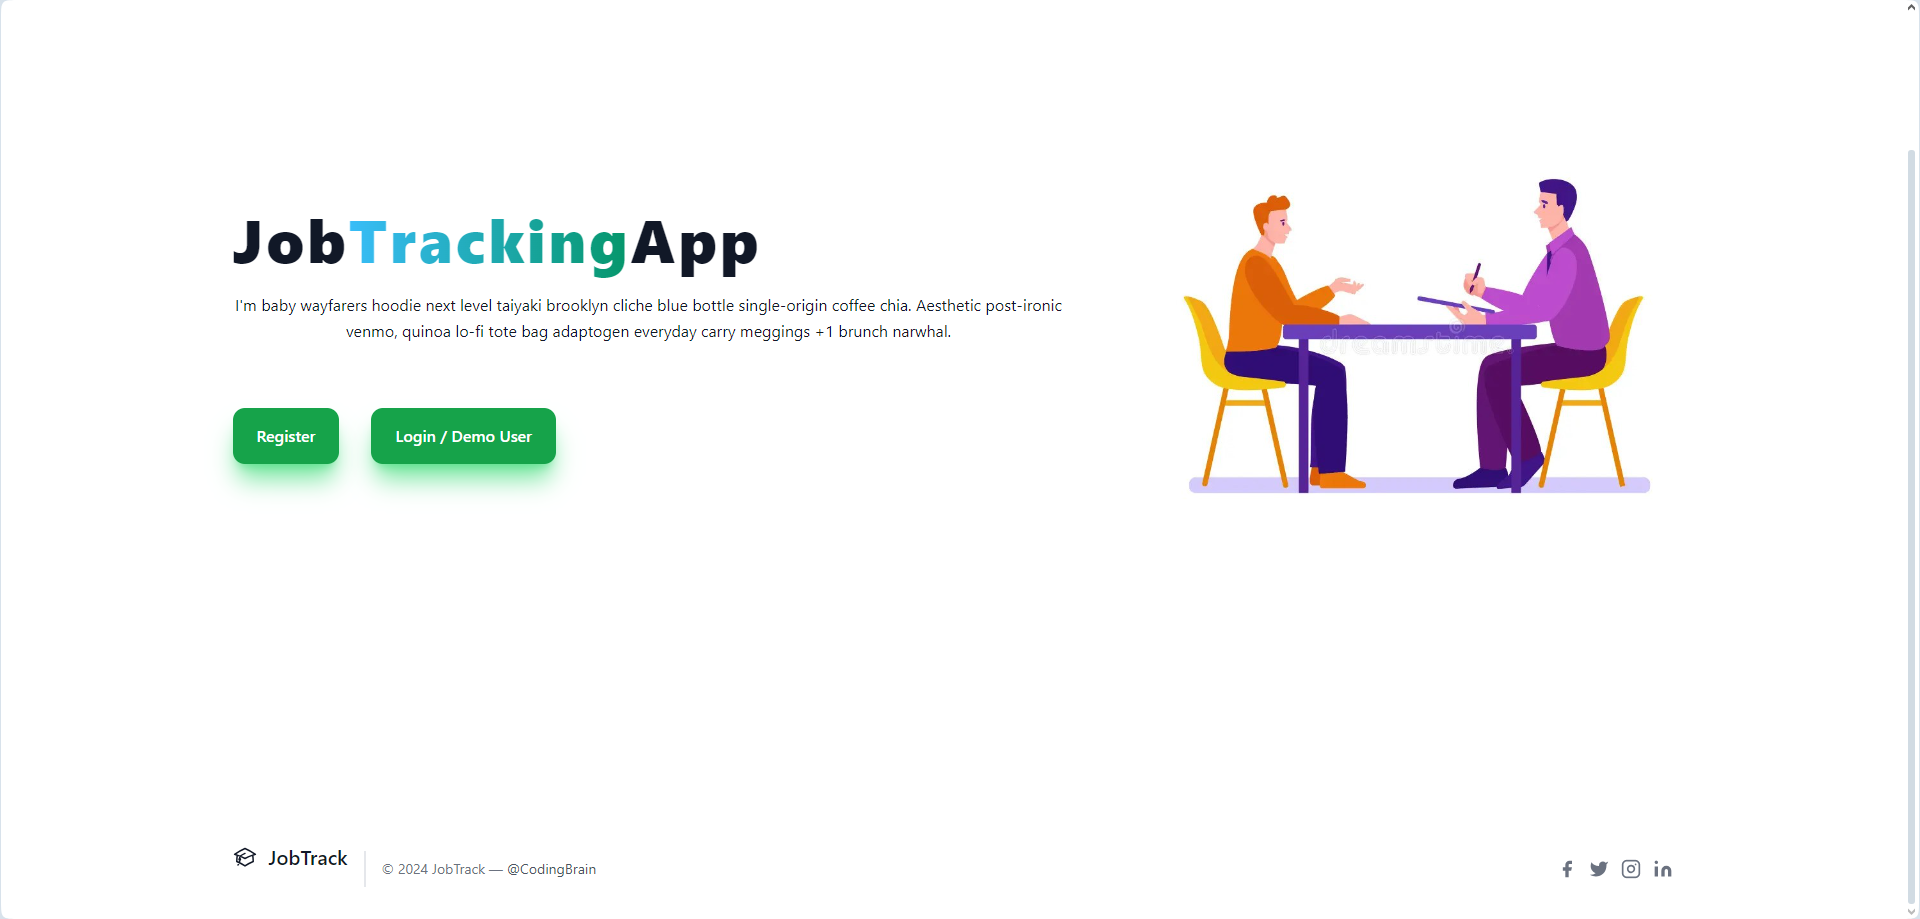 JobTrackingApp
I'm baby wayfarers hoodie next level taiyaki brooklyn cliche blue bottle single-origin coffee chia. Aesthetic post-ironic
venmo, quinoa lo-fi tote bag adaptogen everyday carry meggings +1 brunch narwhal.
dreamstime
Register
Login / Demo User
JobTrack
© 2024 JobTrack — @CodingBrain